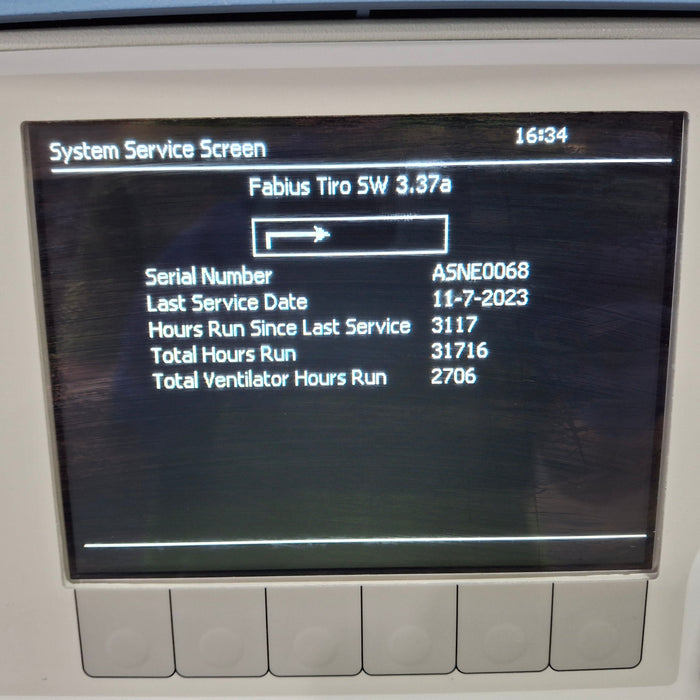 System Service Screen 16:34
Fabius Tiro SW 3.37a
Serial Number ASNE0068
Last Service Date 11-7-2023
Hours Run Since Last Service 3117
Total Hours Run 31716
Total Ventilator Hours Run 2706